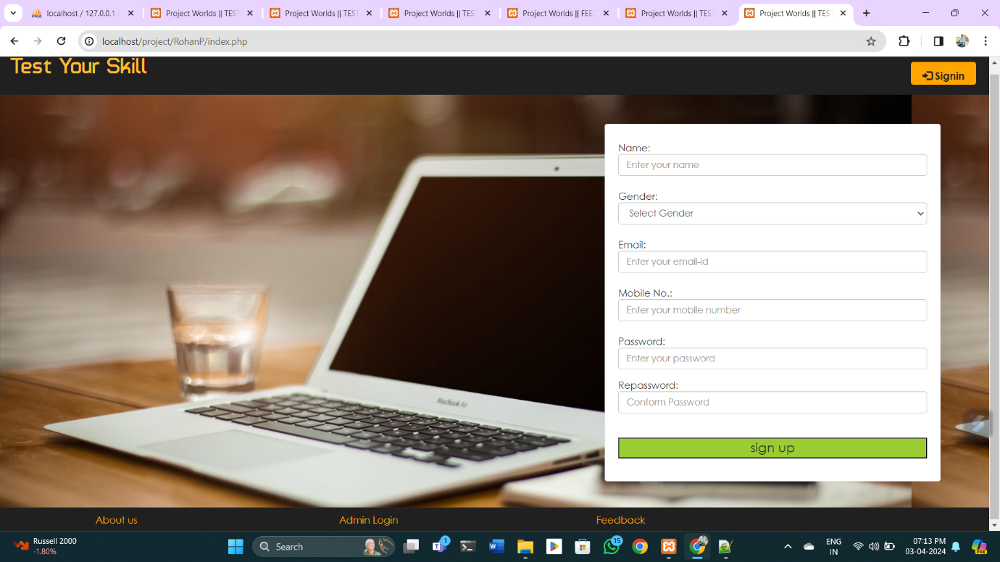 localhost / 127.0.0.1
Project Worlds || TEST
Project Worlds || TEST
Project Worlds || TEST
Project Worlds || FEE
Project Worlds || TEST
Project Worlds || TEST
localhost/project/RohanP/index.php
Test Your Skill
Signin
Name:
Enter your name
Gender:
Select Gender
Email:
Enter your email-id
Mobile No.:
Enter your mobile number
Password:
Enter your password
Repassword:
Conform Password
sign up
MacBook Air
About us
Admin Login
Feedback
Russell 2000
-1.80%
Search
1
15
ENG
IN
07:13 PM
03-04-2024
PRE